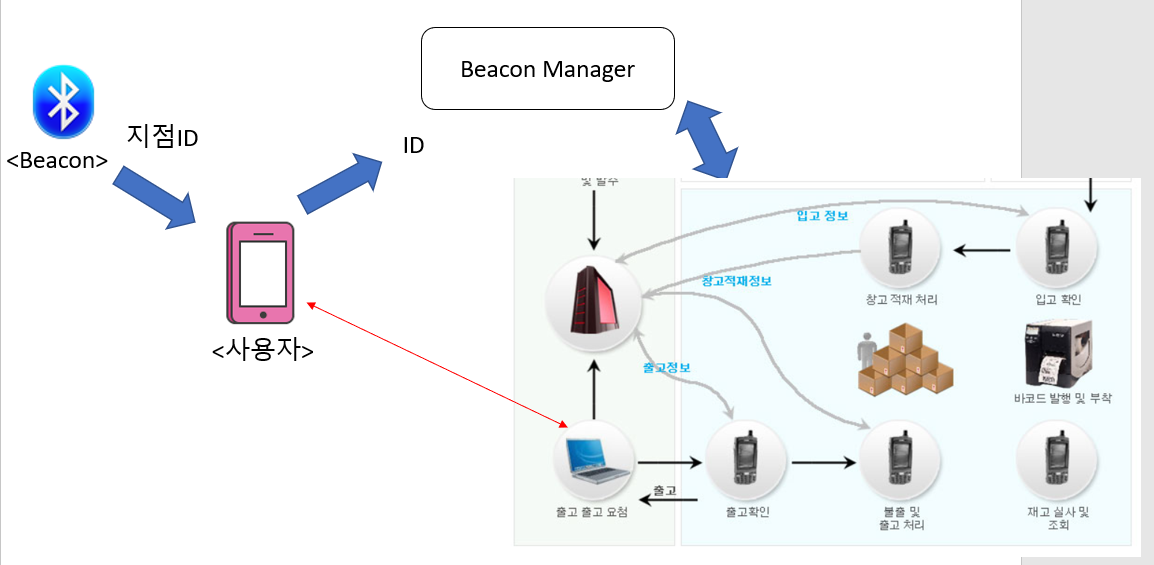 Beacon Manager
지점ID
<Beacon>
ID
및 발주
입고 정보
창고적재정보
창고 적재 처리
입고 확인
<사용자>
출고정보
바코드 발행 및 부착
출고
출고 출고 요청
출고확인
불출 및
출고 처리
재고 실사 및
조회